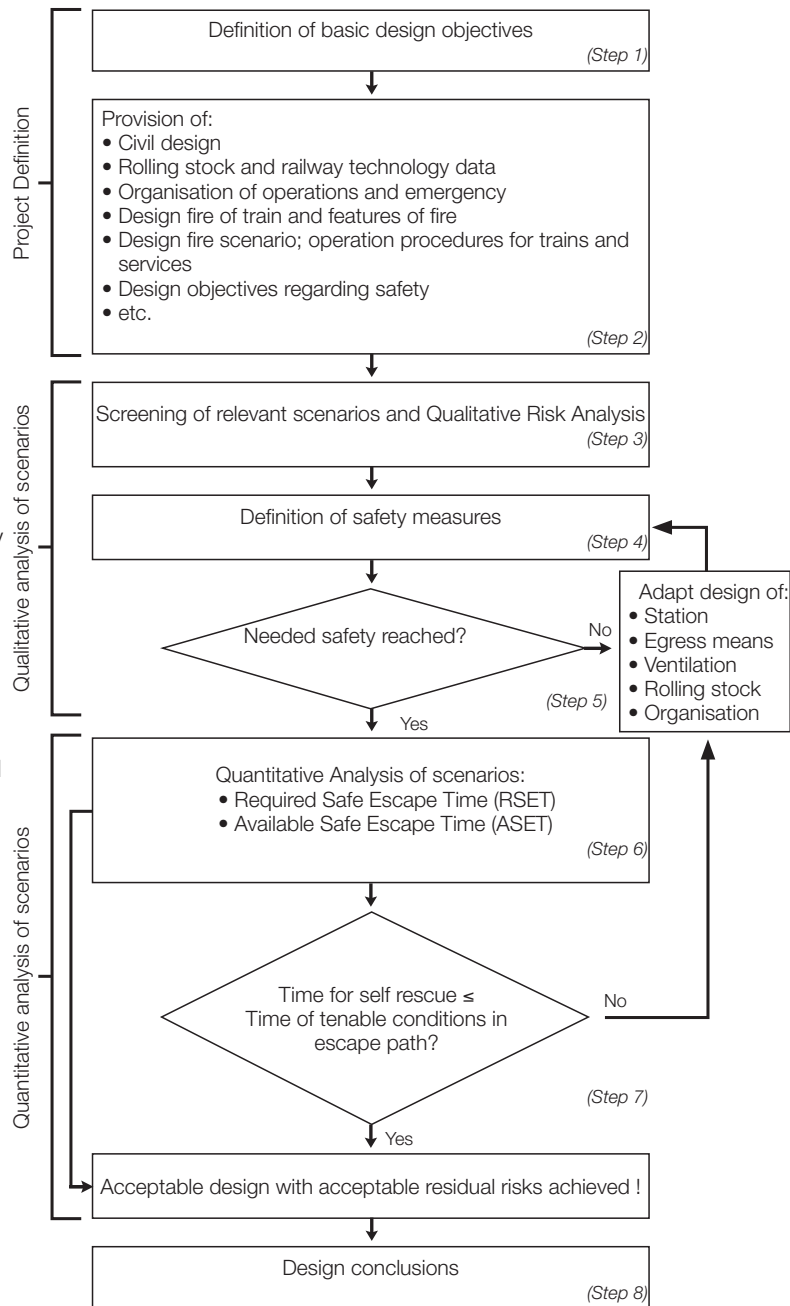 Definition of basic design objectives
(Step 1)
Project Definition
Provision of:
• Civil design
• Rolling stock and railway technology data
• Organisation of operations and emergency
• Design fire of train and features of fire
• Design fire scenario; operation procedures for trains and
services
• Design objectives regarding safety
• etc.
(Step 2)
Qualitative analysis of scenarios
Screening of relevant scenarios and Qualitative Risk Analysis
(Step 3)
Definition of safety measures
(Step 4)
Needed safety reached?
No
(Step 5)
Yes
Adapt design of:
• Station
• Egress means
• Ventilation
• Rolling stock
• Organisation
Quantitative analysis of scenarios
Quantitative Analysis of scenarios:
• Required Safe Escape Time (RSET)
• Available Safe Escape Time (ASET)
(Step 6)
Time for self rescue ≤
Time of tenable conditions in
escape path?
No
(Step 7)
Yes
Acceptable design with acceptable residual risks achieved !
Design conclusions
(Step 8)